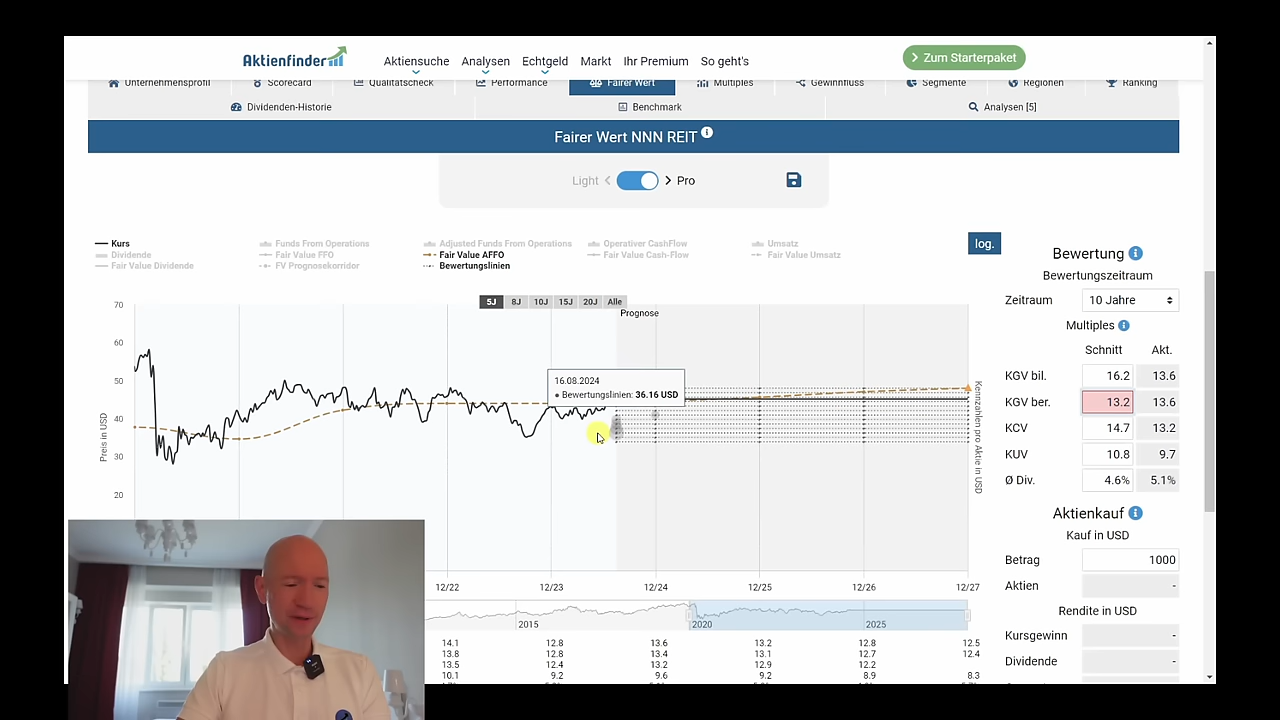 Aktienfinder
Aktiensuche Analysen Echtgeld Markt Ihr Premium So geht's
Zum Starterpaket
Unternehmensprofil Scorecard Qualitätscheck Performance Fairer Wert Multiples Gewinnfluss Segmente Regionen Ranking
Dividenden-Historie Benchmark Analysen [5]
Fairer Wert NNN REIT
Light Pro
Kurs Funds From Operations Adjusted Funds From Operations Operativer CashFlow Umsatz
Dividende Fair Value FFO Fair Value AFFO Fair Value Cash-Flow Fair Value Umsatz
Fair Value Dividende FV Prognosekorridor Bewertungslinien
log.
Bewertung
Bewertungszeitraum
Zeitraum 10 Jahre
Multiples
Schnitt Akt.
KGV bil. 16.2 13.6
KGV ber. 13.2 13.6
KCV 14.7 13.2
KUV 10.8 9.7
Ø Div. 4.6% 5.1%
Aktienkauf
Kauf in USD
Betrag 1000
Aktien -
Rendite in USD
Kursgewinn -
Dividende -
5J 8J 10J 15J 20J Alle
Prognose
70
60
50
40
30
20
Preis in USD
Kennzahlen pro Aktie in USD
16.08.2024
Bewertungslinien: 36.16 USD
12/22 12/23 12/24 12/25 12/26 12/27
2015 2020 2025
14.1 12.8 13.6 13.2 12.8 12.5
13.8 12.4 13.4 13.1 12.7 12.4
13.5 12.4 13.2 12.9 12.2
10.1 9.2 9.6 9.2 8.9 8.3